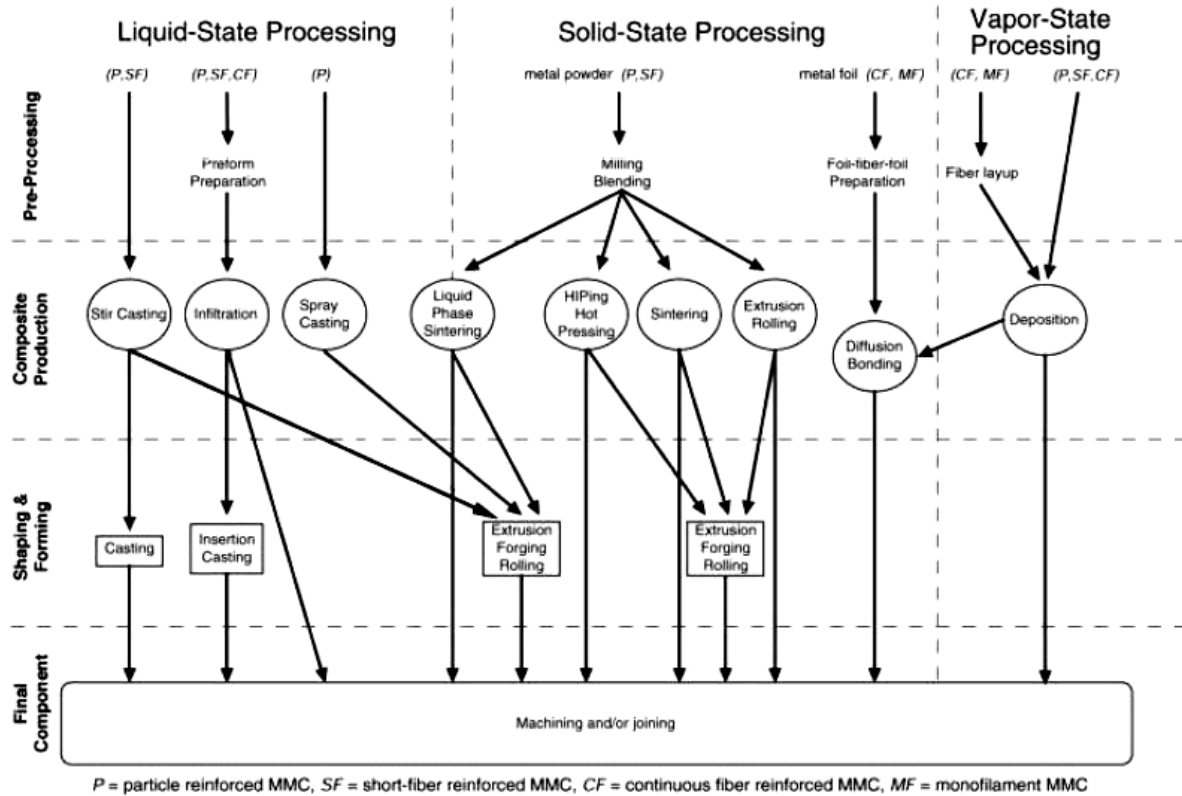 Liquid-State Processing
Solid-State Processing
Vapor-State
Processing
(P,SF)
(P,SF,CF)
(P)
metal powder (P,SF)
metal foil (CF, MF)
(CF, MF)
(P,SF,CF)
Pre-Processing
Preform
Preparation
Milling
Blending
Foil-fiber-foil
Preparation
Fiber layup
Composite
Production
Stir Casting
Infiltration
Spray
Casting
Liquid
Phase
Sintering
HIPing
Hot
Pressing
Sintering
Extrusion
Rolling
Diffusion
Bonding
Deposition
Shaping &
Forming
Casting
Insertion
Casting
Extrusion
Forging
Rolling
Extrusion
Forging
Rolling
Final
Component
Machining and/or joining
P = particle reinforced MMC, SF = short-fiber reinforced MMC, CF = continuous fiber reinforced MMC, MF = monofilament MMC